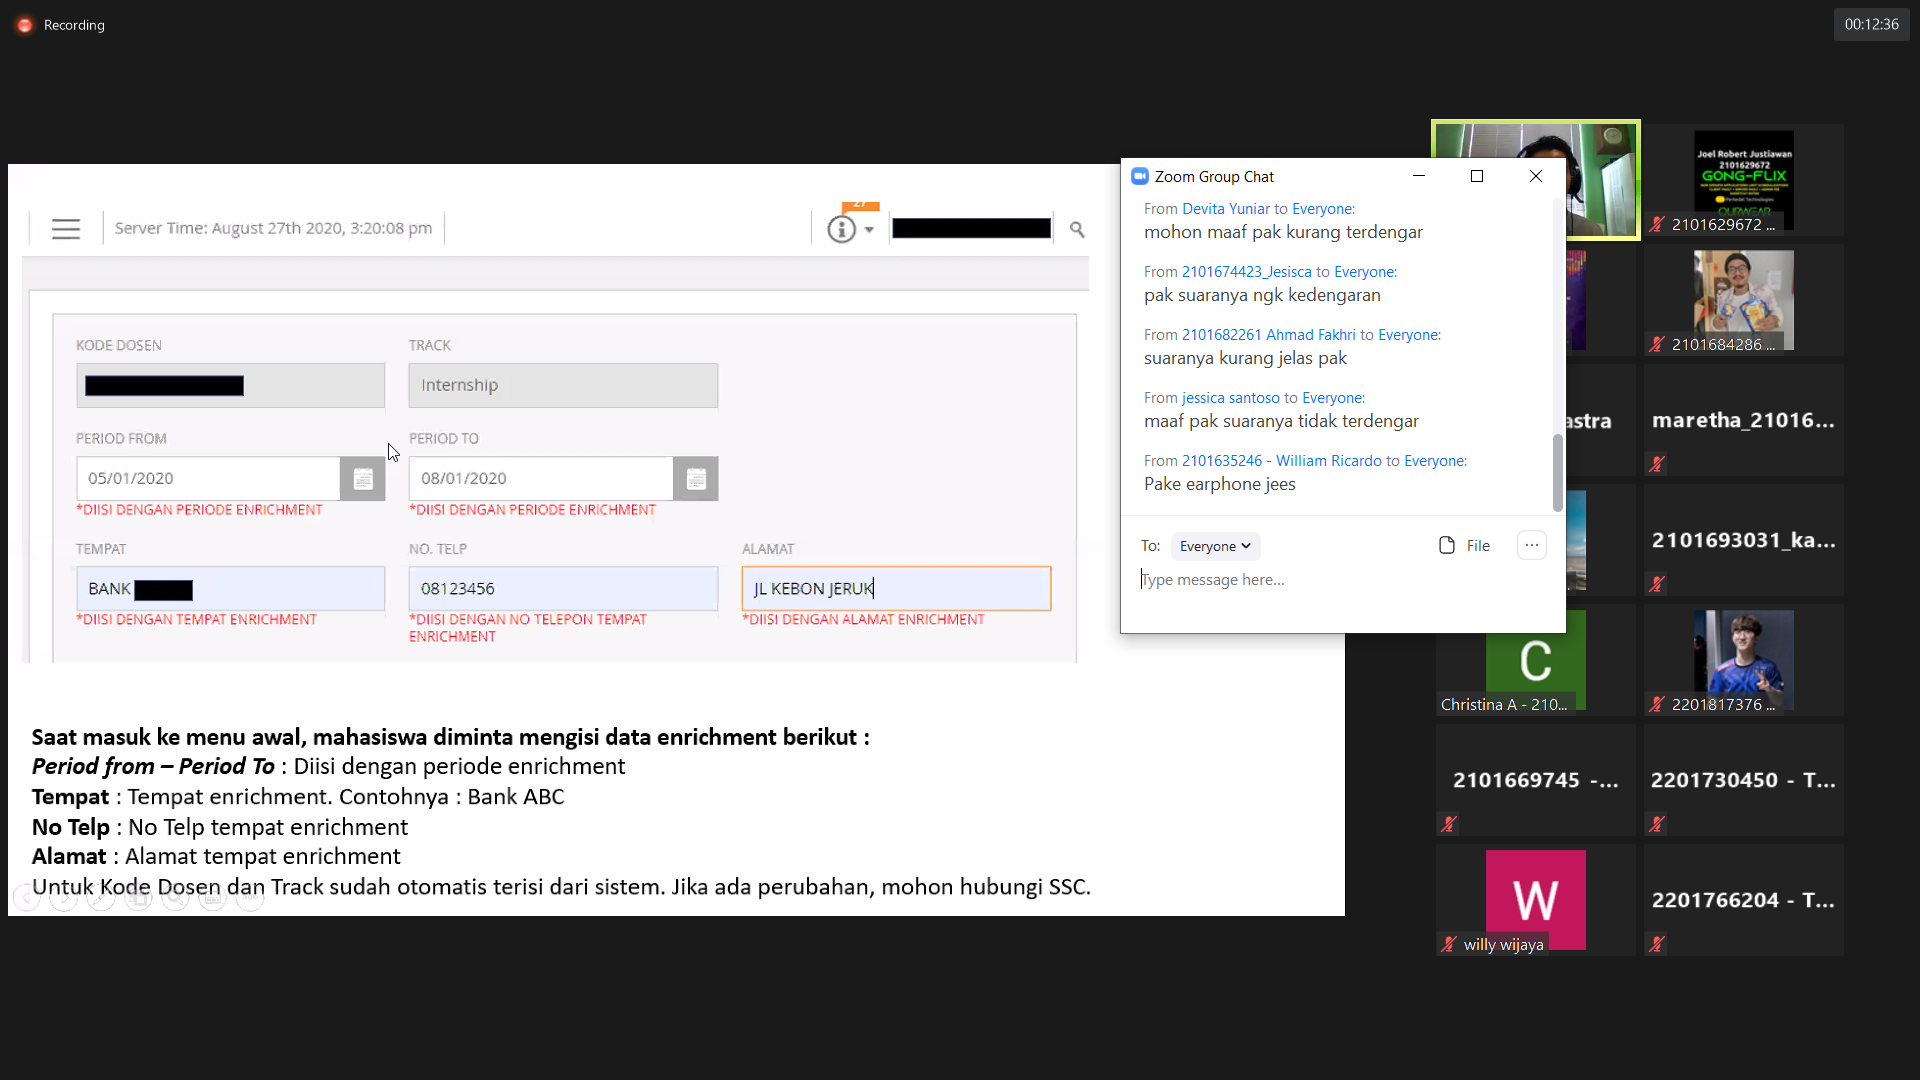 Recording
00:12:36
Server Time: August 27th 2020, 3:20:08 pm
27
KODE DOSEN
TRACK
Internship
PERIOD FROM
PERIOD TO
05/01/2020
08/01/2020
*DIISI DENGAN PERIODE ENRICHMENT
*DIISI DENGAN PERIODE ENRICHMENT
TEMPAT
NO. TELP
ALAMAT
BANK
08123456
JL KEBON JERUK
*DIISI DENGAN TEMPAT ENRICHMENT
*DIISI DENGAN NO TELEPON TEMPAT
ENRICHMENT
*DIISI DENGAN ALAMAT ENRICHMENT
Saat masuk ke menu awal, mahasiswa diminta mengisi data enrichment berikut :
Period from – Period To : Diisi dengan periode enrichment
Tempat : Tempat enrichment. Contohnya : Bank ABC
No Telp : No Telp tempat enrichment
Alamat : Alamat tempat enrichment
Untuk Kode Dosen dan Track sudah otomatis terisi dari sistem. Jika ada perubahan, mohon hubungi SSC.
Zoom Group Chat
From Devita Yuniar to Everyone:
mohon maaf pak kurang terdengar
From 2101674423_Jesisca to Everyone:
pak suaranya ngk kedengaran
From 2101682261 Ahmad Fakhri to Everyone:
suaranya kurang jelas pak
From jessica santoso to Everyone:
maaf pak suaranya tidak terdengar
From 2101635246 - William Ricardo to Everyone:
Pake earphone jees
To: Everyone
File
Type message here...
Joel Robert Justiawan
2101629672
GONG-FLIX
2101629672 ...
2101684286 ...
astra
maretha_21016...
2101693031_ka...
C
Christina A - 210...
2201817376 ...
2101669745 -...
2201730450 - T...
W
willy wijaya
2201766204 - T...